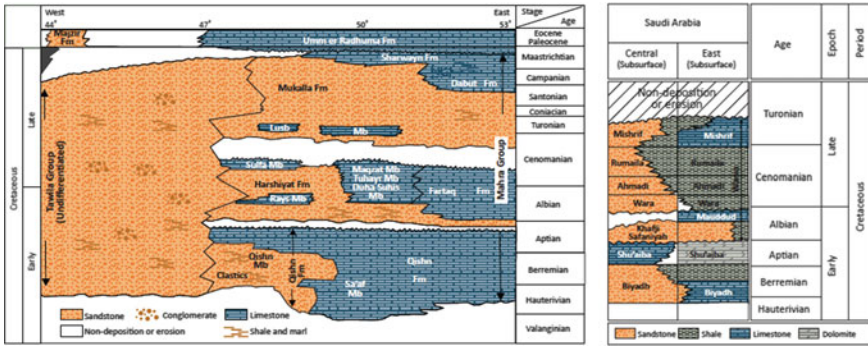 West
East
44°
47°
50°
53°
Stage
Age
Majzir
Fm
Umm er Radhuma Fm
Eocene
Paleocene
Sharwayn Fm
Maastrichtian
Mukalla Fm
Dabut Fm
Campanian
Santonian
Coniacian
Lusb
Mb
Turonian
Cenomanian
Sufla Mb
Maqrat Mb
Tubayr Mb
Duha Suhis
Mb
Harshiyat Fm
Fartaq Fm
Rays Mb
Albian
Aptian
Qishn
Mb
Clastics
Qishn Fm
Qishn
Fm
Sa'af
Mb
Berremian
Hauterivian
Valanginian
Cretaceous
Late
Early
Tawila Group
(Undifferentiated)
Mahra Group
Sandstone
Conglomerate
Limestone
Non-deposition or erosion
Shale and marl
Saudi Arabia
Central
(Subsurface)
East
(Subsurface)
Age
Epoch
Period
Non-deposition
or erosion
Turonian
Mishrif
Mishrif
Rumaila
Rumaila
Cenomanian
Ahmadi
Ahmadi
Wara
Wara
Wasia
Mauddud
Khafji
Safaniyah
Albian
Shu'aiba
Shu'aiba
Aptian
Biyadh
Biyadh
Berremian
Hauterivian
Late
Early
Cretaceous
Sandstone
Shale
Limestone
Dolomite